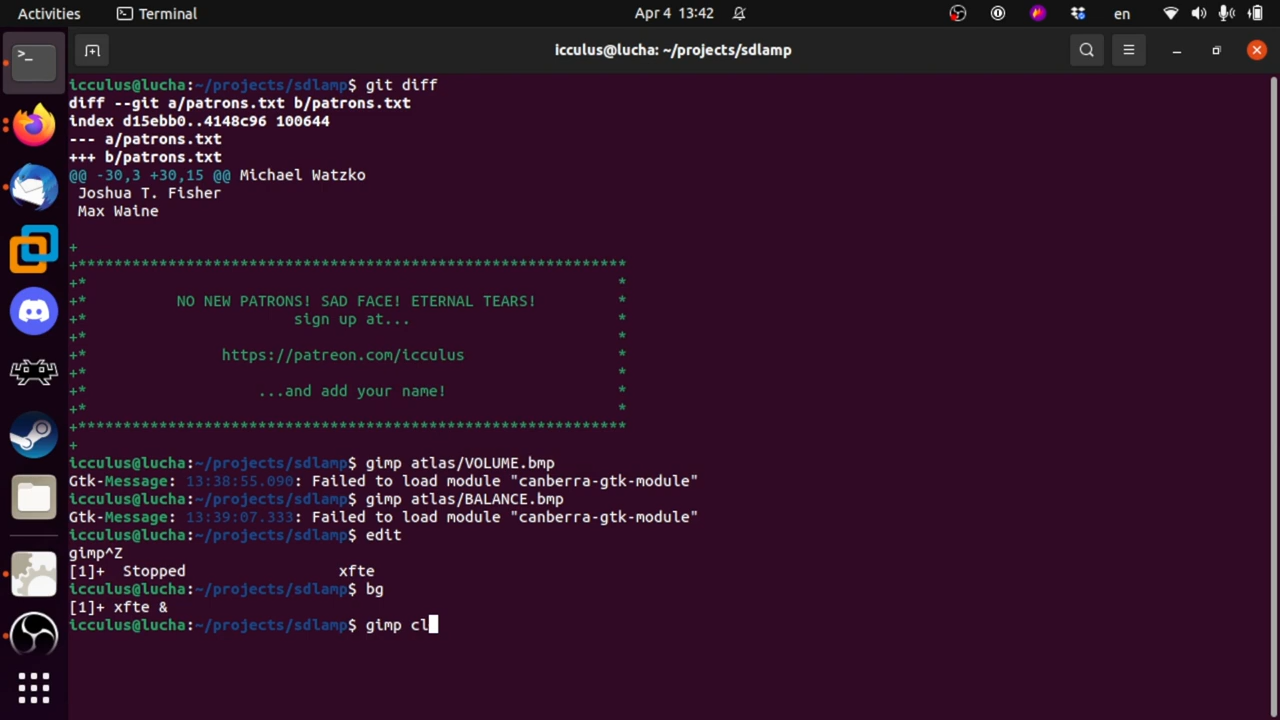 Activities Terminal Apr 4 13:42 en
icculus@lucha: ~/projects/sdlamp
icculus@lucha:~/projects/sdlamp$ git diff
diff --git a/patrons.txt b/patrons.txt
index d15ebb0..4148c96 100644
--- a/patrons.txt
+++ b/patrons.txt
@@ -30,3 +30,15 @@ Michael Watzko
 Joshua T. Fisher
 Max Waine

+
+*************************************************************
+*                                                           *
+*          NO NEW PATRONS! SAD FACE! ETERNAL TEARS!         *
+*                       sign up at...                       *
+*                                                           *
+*               https://patreon.com/icculus                 *
+*                                                           *
+*                   ...and add your name!                   *
+*                                                           *
+*************************************************************
+
icculus@lucha:~/projects/sdlamp$ gimp atlas/VOLUME.bmp
Gtk-Message: 13:38:55.090: Failed to load module "canberra-gtk-module"
icculus@lucha:~/projects/sdlamp$ gimp atlas/BALANCE.bmp
Gtk-Message: 13:39:07.333: Failed to load module "canberra-gtk-module"
icculus@lucha:~/projects/sdlamp$ edit
gimp^Z
[1]+  Stopped                 xfte
icculus@lucha:~/projects/sdlamp$ bg
[1]+ xfte &
icculus@lucha:~/projects/sdlamp$ gimp cl